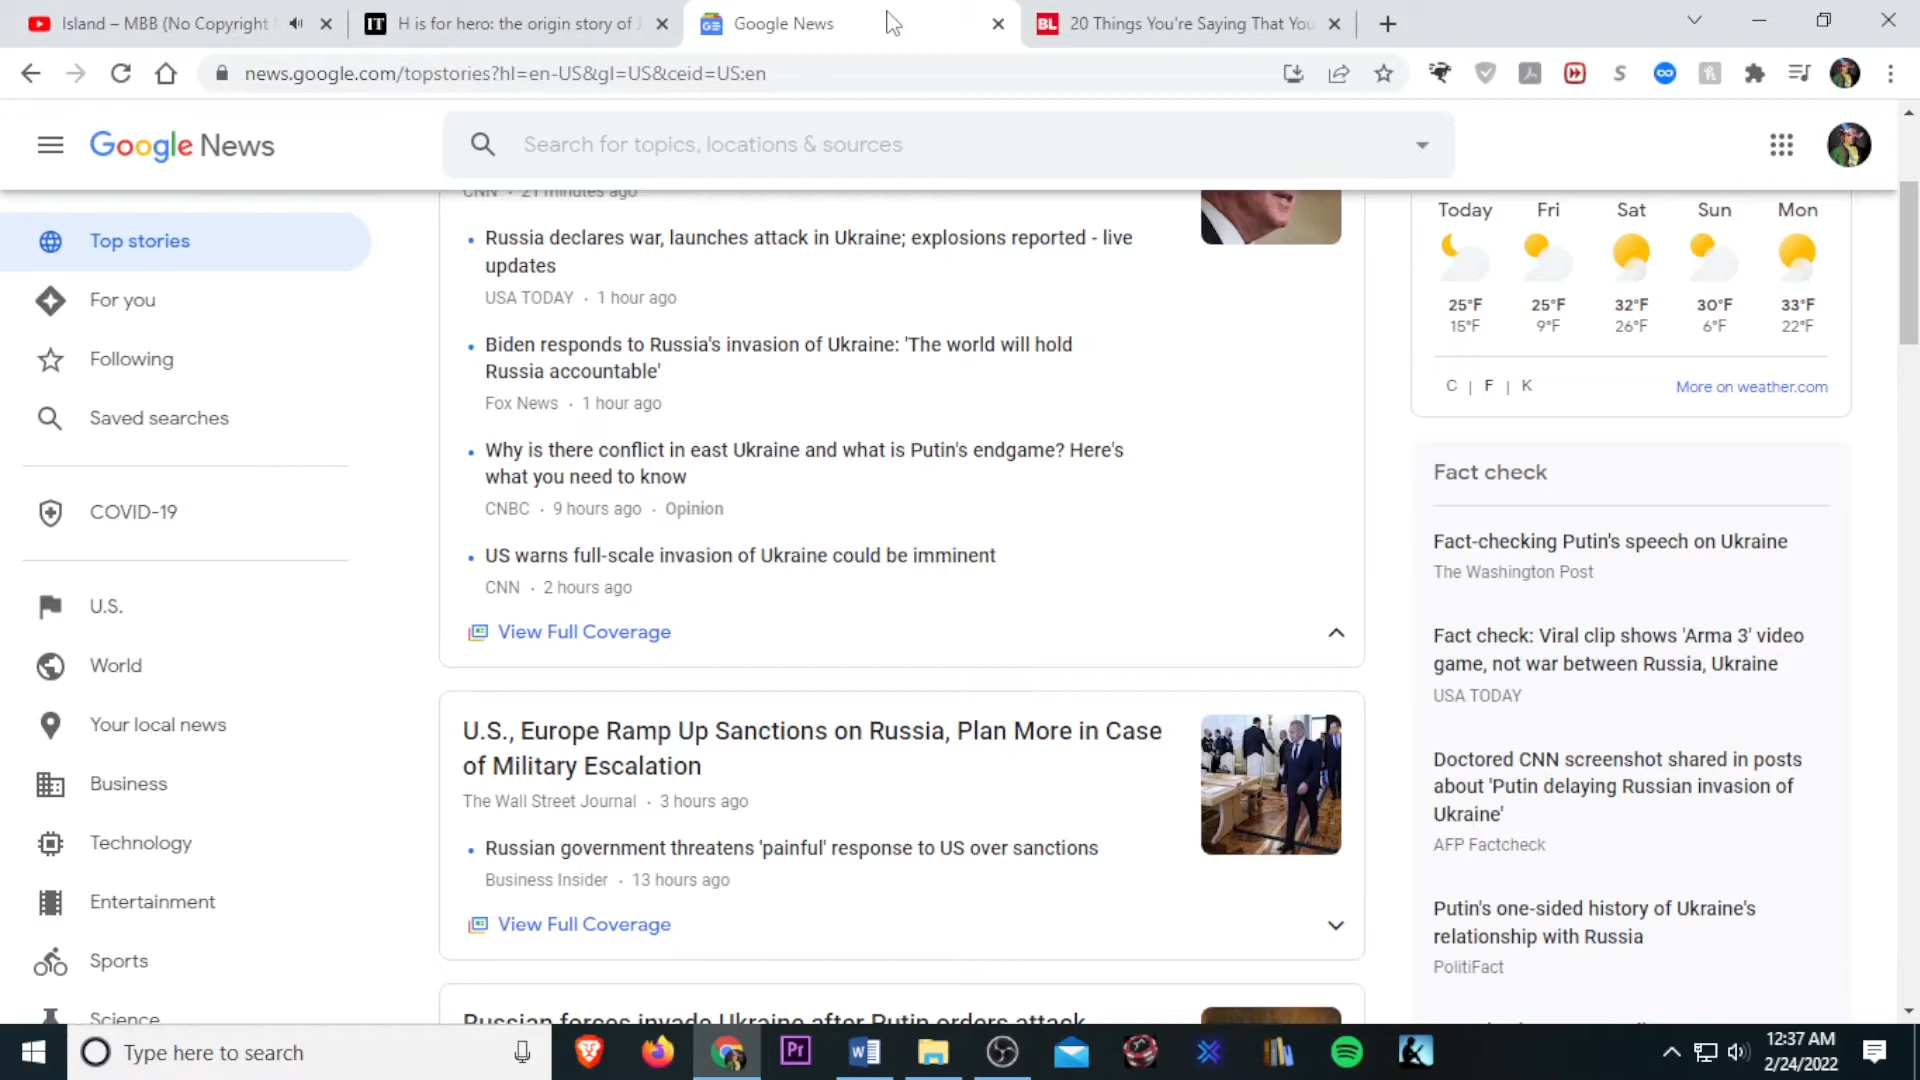 Island – MBB (No Copyright
H is for hero: the origin story of J
Google News
20 Things You're Saying That You
news.google.com/topstories?hl=en-US&gl=US&ceid=US:en
Google News
Search for topics, locations & sources
Top stories
For you
Following
Saved searches
COVID-19
U.S.
World
Your local news
Business
Technology
Entertainment
Sports
Science
CNN · 21 minutes ago
Russia declares war, launches attack in Ukraine; explosions reported - live
updates
USA TODAY · 1 hour ago
Biden responds to Russia's invasion of Ukraine: 'The world will hold
Russia accountable'
Fox News · 1 hour ago
Why is there conflict in east Ukraine and what is Putin's endgame? Here's
what you need to know
CNBC · 9 hours ago · Opinion
US warns full-scale invasion of Ukraine could be imminent
CNN · 2 hours ago
View Full Coverage
U.S., Europe Ramp Up Sanctions on Russia, Plan More in Case
of Military Escalation
The Wall Street Journal · 3 hours ago
Russian government threatens 'painful' response to US over sanctions
Business Insider · 13 hours ago
View Full Coverage
Russian forces invade Ukraine after Putin orders attack
Today Fri Sat Sun Mon
25°F 25°F 32°F 30°F 33°F
15°F 9°F 26°F 6°F 22°F
C | F | K
More on weather.com
Fact check
Fact-checking Putin's speech on Ukraine
The Washington Post
Fact check: Viral clip shows 'Arma 3' video
game, not war between Russia, Ukraine
USA TODAY
Doctored CNN screenshot shared in posts
about 'Putin delaying Russian invasion of
Ukraine'
AFP Factcheck
Putin's one-sided history of Ukraine's
relationship with Russia
PolitiFact
Type here to search
12:37 AM
2/24/2022